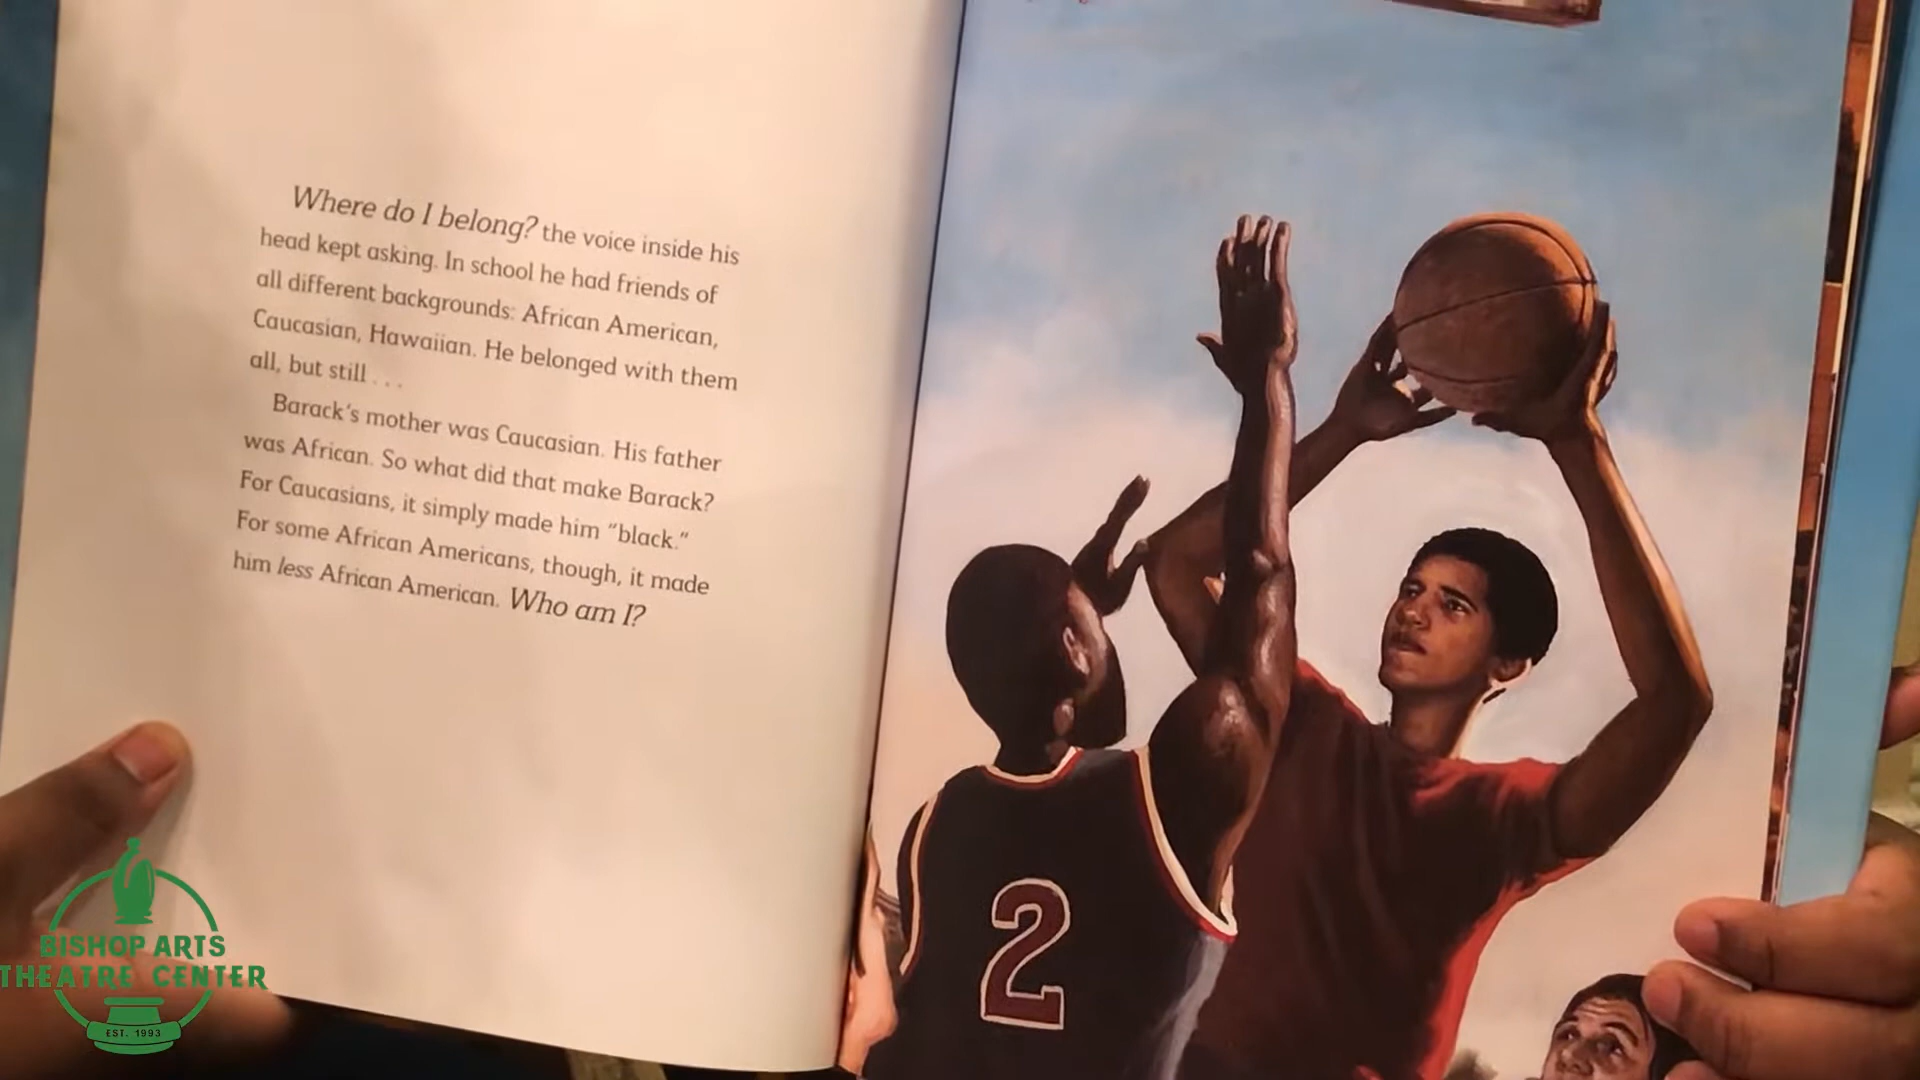 Where do I belong? the voice inside his
head kept asking. In school he had friends of
all different backgrounds: African American,
Caucasian, Hawaiian. He belonged with them
all, but still . . .
Barack's mother was Caucasian. His father
was African. So what did that make Barack?
For Caucasians, it simply made him “black.”
For some African Americans, though, it made
him less African American. Who am I?
2
BISHOP ARTS
THEATRE CENTER
EST. 1993